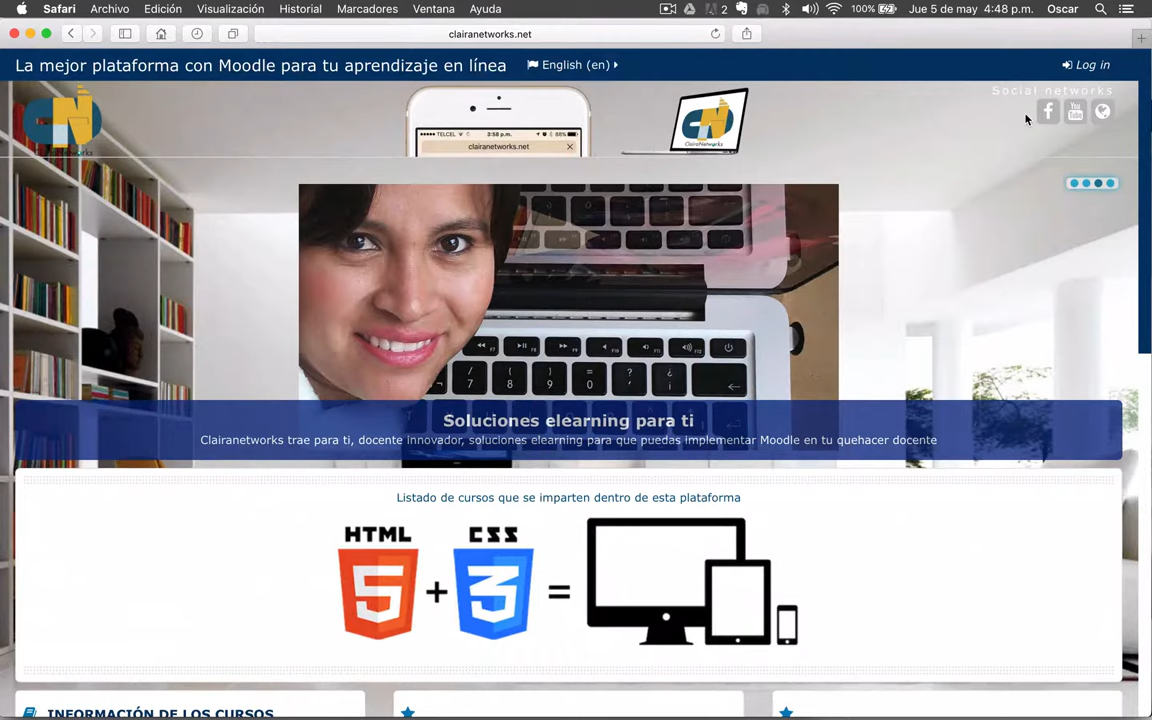 Safari Archivo Edición Visualización Historial Marcadores Ventana Ayuda 2 100% Jue 5 de may 4:48 p.m. Oscar
clairanetworks.net
La mejor plataforma con Moodle para tu aprendizaje en línea English (en) Log in
Social networks
f You Tube
TELCEL 3:58 p.m. 88%
clairanetworks.net
ClairaNetworks
Soluciones elearning para ti
Clairanetworks trae para ti, docente innovador, soluciones elearning para que puedas implementar Moodle en tu quehacer docente
Listado de cursos que se imparten dentro de esta plataforma
HTML CSS
5 + 3 =
INFORMACIÓN DE LOS CURSOS